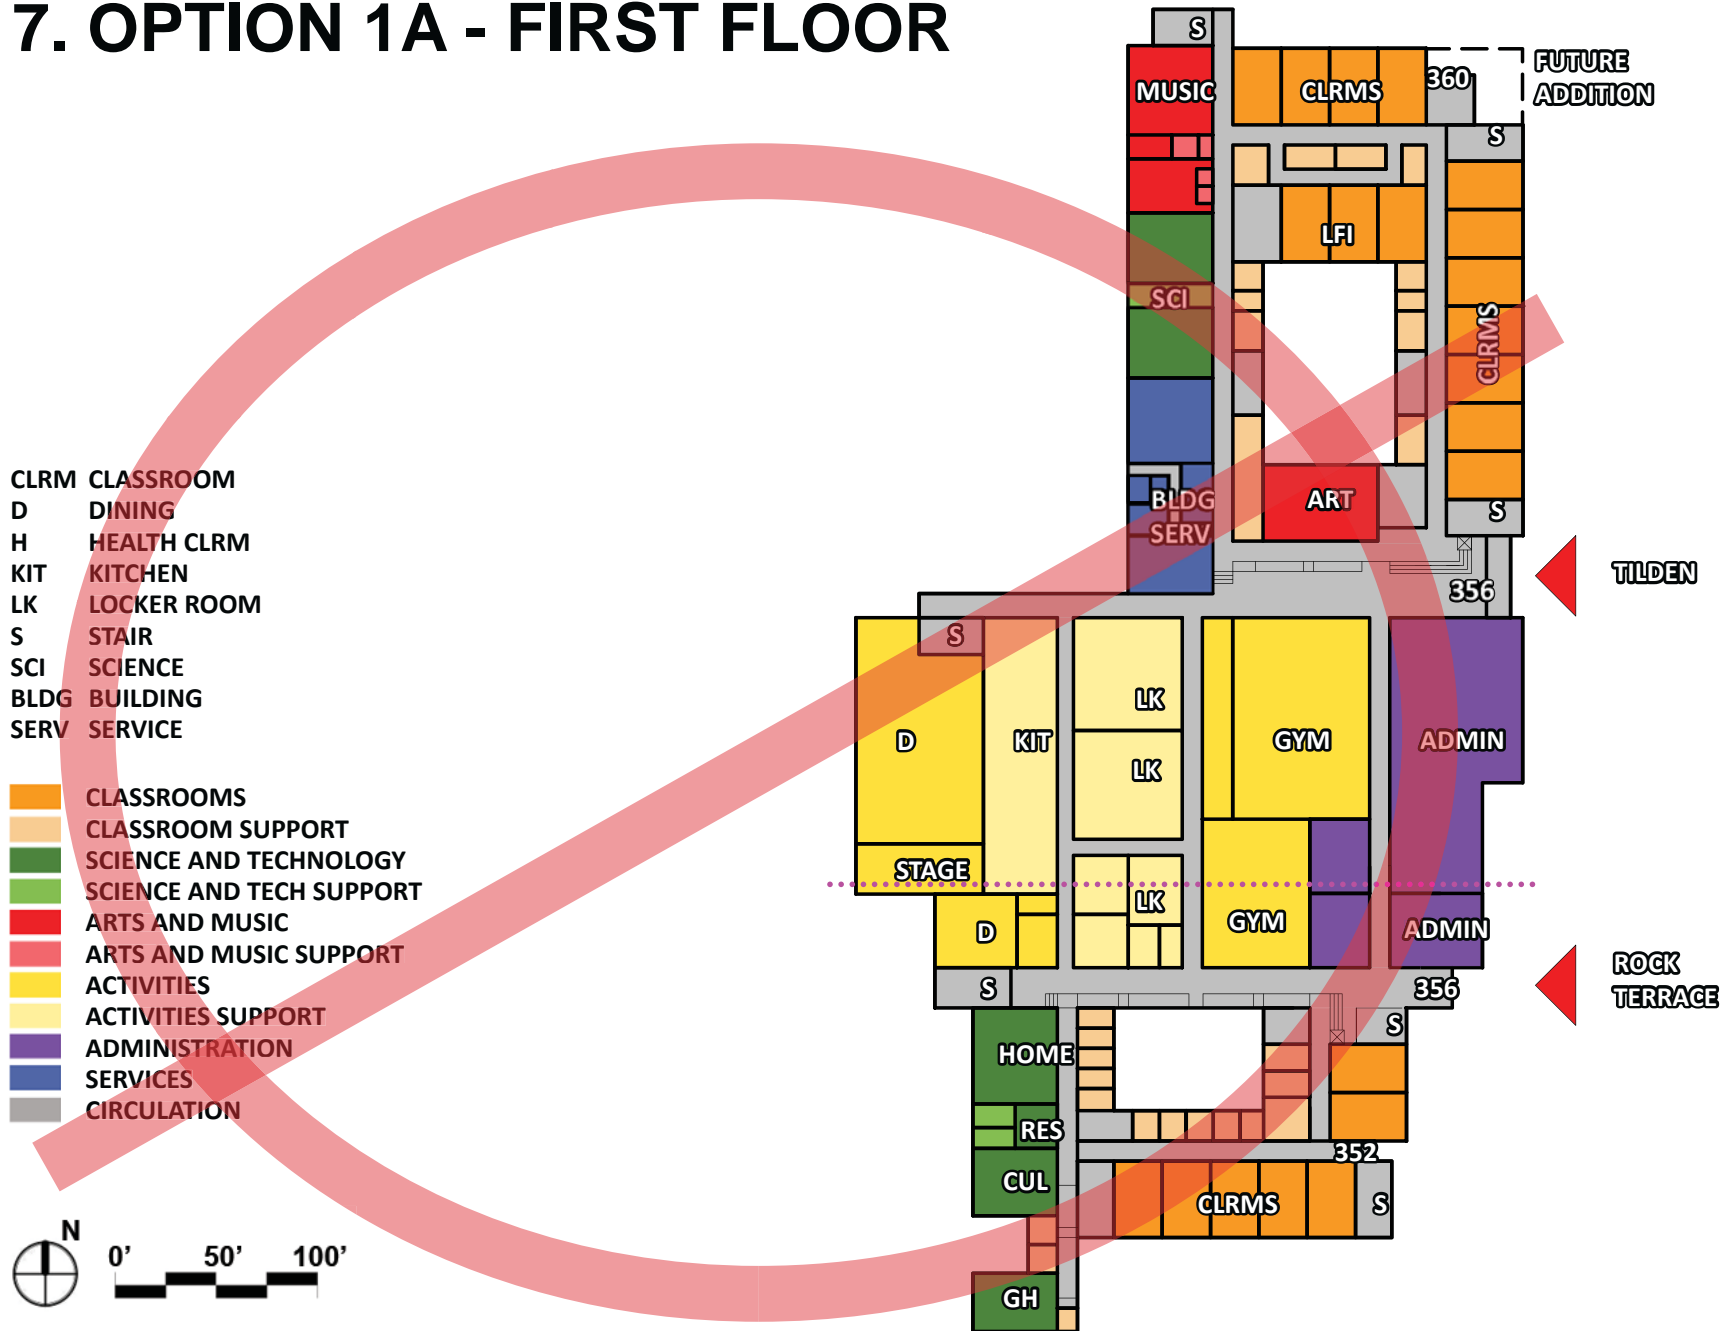 7. OPTION 1A - FIRST FLOOR
S
MUSIC
CLRMS
360
FUTURE
ADDITION
S
LFI
SCI
CLRMS
BLDG
SERV
ART
S
356
TILDEN
CLRM CLASSROOM
D DINING
H HEALTH CLRM
KIT KITCHEN
LK LOCKER ROOM
S STAIR
SCI SCIENCE
BLDG BUILDING
SERV SERVICE
S
D
KIT
LK
LK
GYM
ADMIN
STAGE
LK
D
GYM
ADMIN
S
356
ROCK
TERRACE
S
HOME
RES
352
CUL
CLRMS
S
GH
CLASSROOMS
CLASSROOM SUPPORT
SCIENCE AND TECHNOLOGY
SCIENCE AND TECH SUPPORT
ARTS AND MUSIC
ARTS AND MUSIC SUPPORT
ACTIVITIES
ACTIVITIES SUPPORT
ADMINISTRATION
SERVICES
CIRCULATION
N
0' 50' 100'